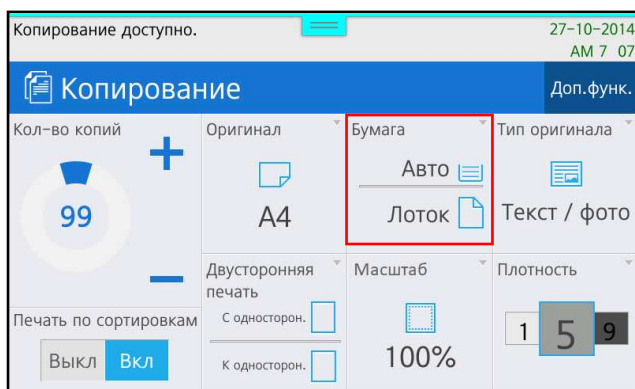 Копирование доступно.
27-10-2014
AM 7 07
Копирование
Доп.функ.
Кол-во копий
99
Оригинал
A4
Бумага
Авто
Лоток
Тип оригинала
Текст / фото
Печать по сортировкам
Выкл Вкл
Двусторонняя
печать
С односторон.
К односторон.
Масштаб
100%
Плотность
1 5 9